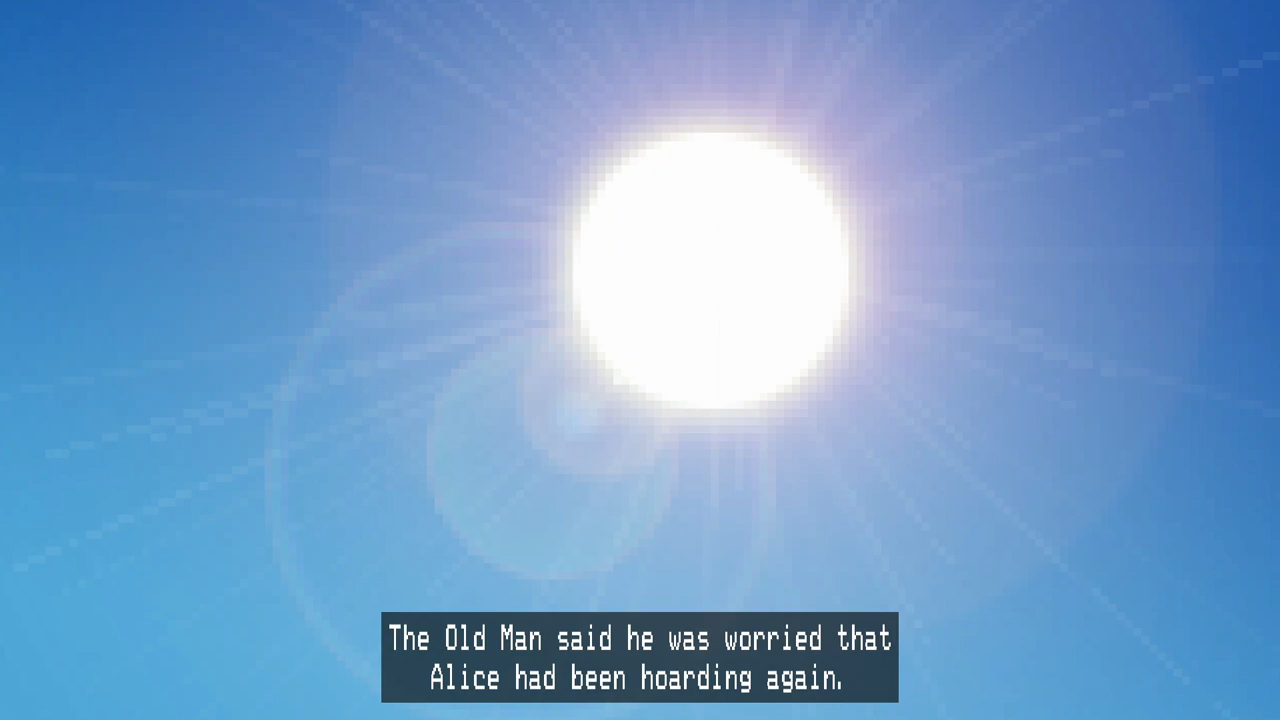 The Old Man said he was worried that
Alice had been hoarding again.